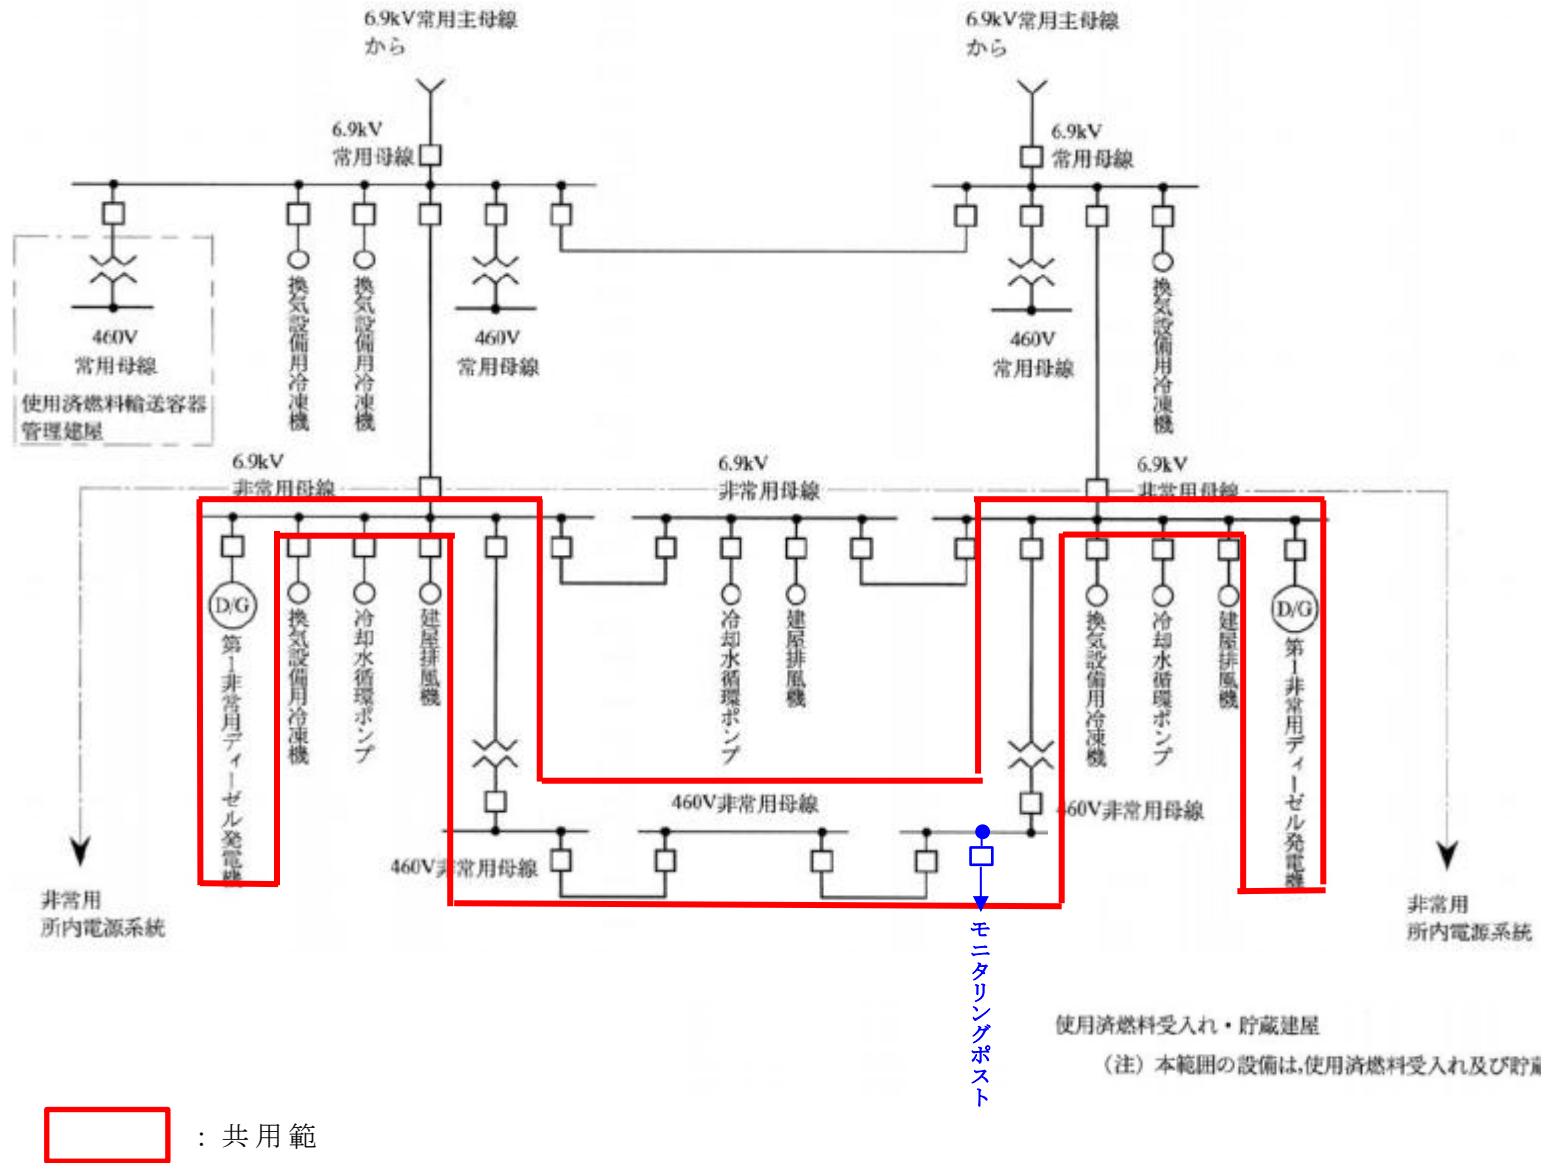 6.9kV常用主母線
から
6.9kV常用主母線
から
6.9kV
常用母線
6.9kV
常用母線
460V
常用母線
使用済燃料輸送容器
管理建屋
換気設備用冷凍機
換気設備用冷凍機
460V
常用母線
460V
常用母線
換気設備用冷凍機
6.9kV
非常用母線
6.9kV
非常用母線
6.9kV
非常用母線
D/G
第1非常用ディーゼル発電機
換気設備用冷凍機
冷却水循環ポンプ
建屋排風機
冷却水循環ポンプ
建屋排風機
換気設備用冷凍機
冷却水循環ポンプ
建屋排風機
D/G
第1非常用ディーゼル発電機
460V非常用母線
460V非常用母線
460V非常用母線
非常用
所内電源系統
非常用
所内電源系統
モニタリングポスト
使用済燃料受入れ・貯蔵建屋
(注) 本範囲の設備は,使用済燃料受入れ及び貯蔵
: 共用範